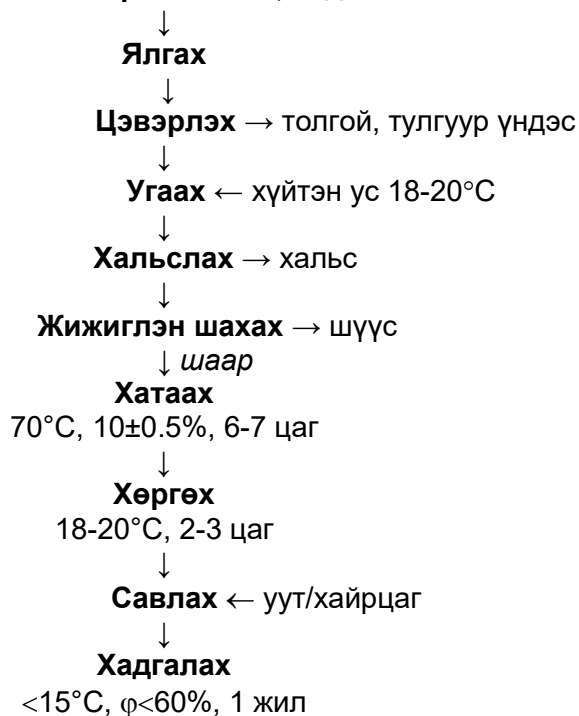 ↓
Ялгах
↓
Цэвэрлэх → толгой, тулгуур үндэс
↓
Угаах ← хүйтэн ус 18-20°C
↓
Хальслах → хальс
↓
Жижиглэн шахах → шүүс
↓ шаар
Хатаах
70°C, 10±0.5%, 6-7 цаг
↓
Хөргөх
18-20°C, 2-3 цаг
↓
Савлах ← уут/хайрцаг
↓
Хадгалах
<15°C, φ<60%, 1 жил